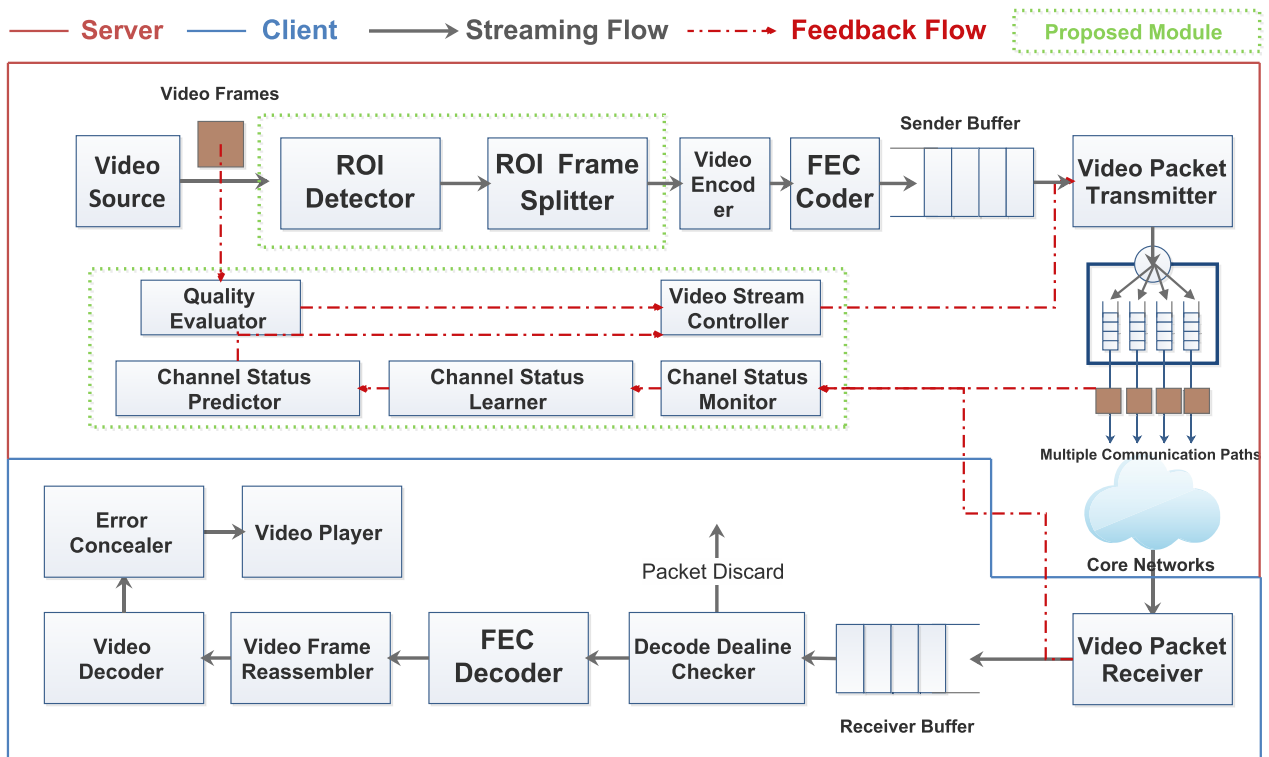 Server Client Streaming Flow Feedback Flow Proposed Module
Video Frames
Video
Source
ROI
Detector
ROI Frame
Splitter
Video
Encod
er
FEC
Coder
Sender Buffer
Video Packet
Transmitter
Quality
Evaluator
Video Stream
Controller
Channel Status
Predictor
Channel Status
Learner
Chanel Status
Monitor
Multiple Communication Paths
Core Networks
Error
Concealer
Video Player
Packet Discard
Video
Decoder
Video Frame
Reassembler
FEC
Decoder
Decode Dealine
Checker
Receiver Buffer
Video Packet
Receiver